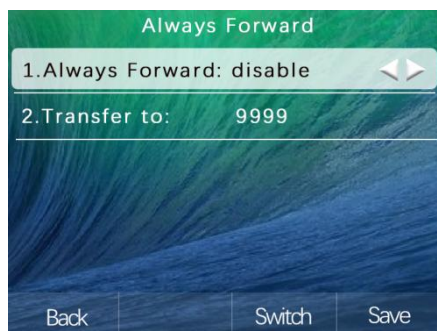 Always Forward
1.Always Forward: disable
2.Transfer to: 9999
Back Switch Save